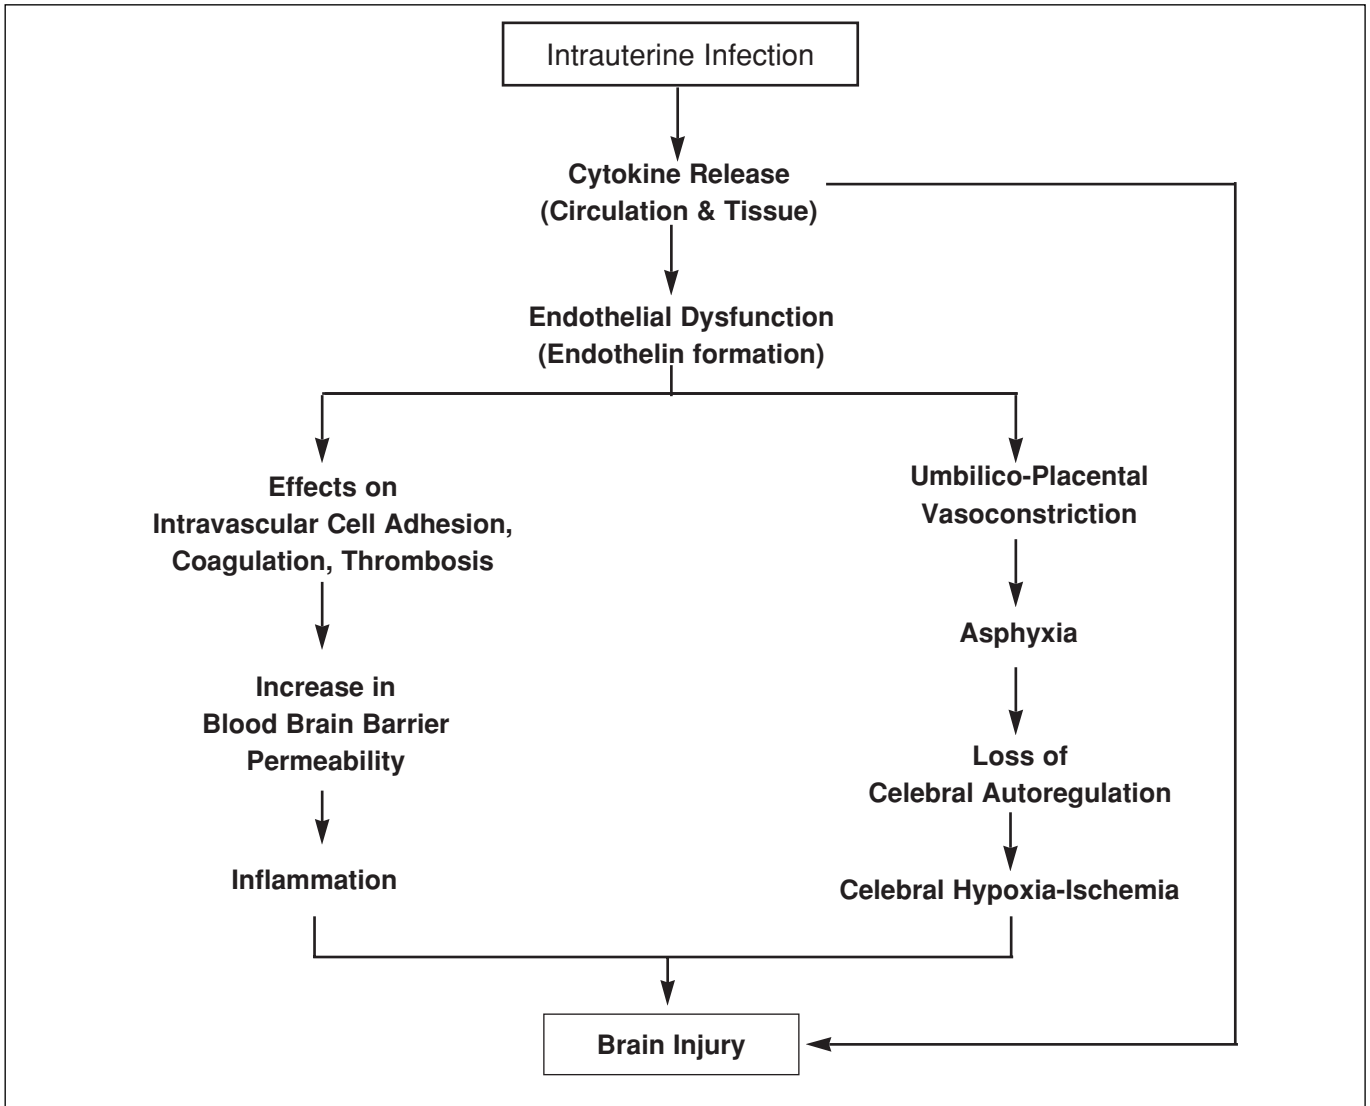 Intrauterine Infection
Cytokine Release
(Circulation & Tissue)
Endothelial Dysfunction
(Endothelin formation)
Effects on
Intravascular Cell Adhesion,
Coagulation, Thrombosis
Increase in
Blood Brain Barrier
Permeability
Inflammation
Umbilico-Placental
Vasoconstriction
Asphyxia
Loss of
Celebral Autoregulation
Celebral Hypoxia-Ischemia
Brain Injury